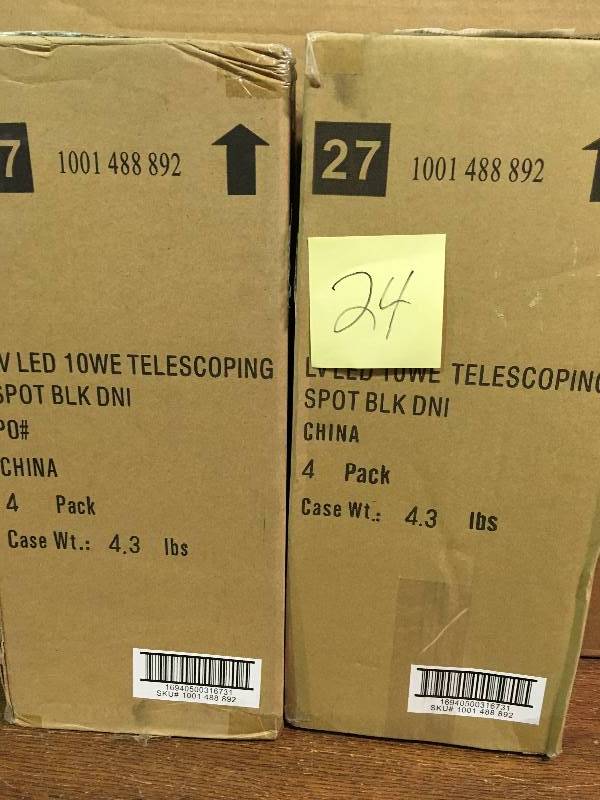 7 1001 488 892
V LED 10WE TELESCOPING
SPOT BLK DNI
PO#
CHINA
4 Pack
Case Wt.: 4.3 lbs
16940500316731
SKU# 1001 488 892
27 1001 488 892
24
LV LED 10WE TELESCOPING
SPOT BLK DNI
CHINA
4 Pack
Case Wt.: 4.3 lbs
16940500316731
SKU# 1001 488 892